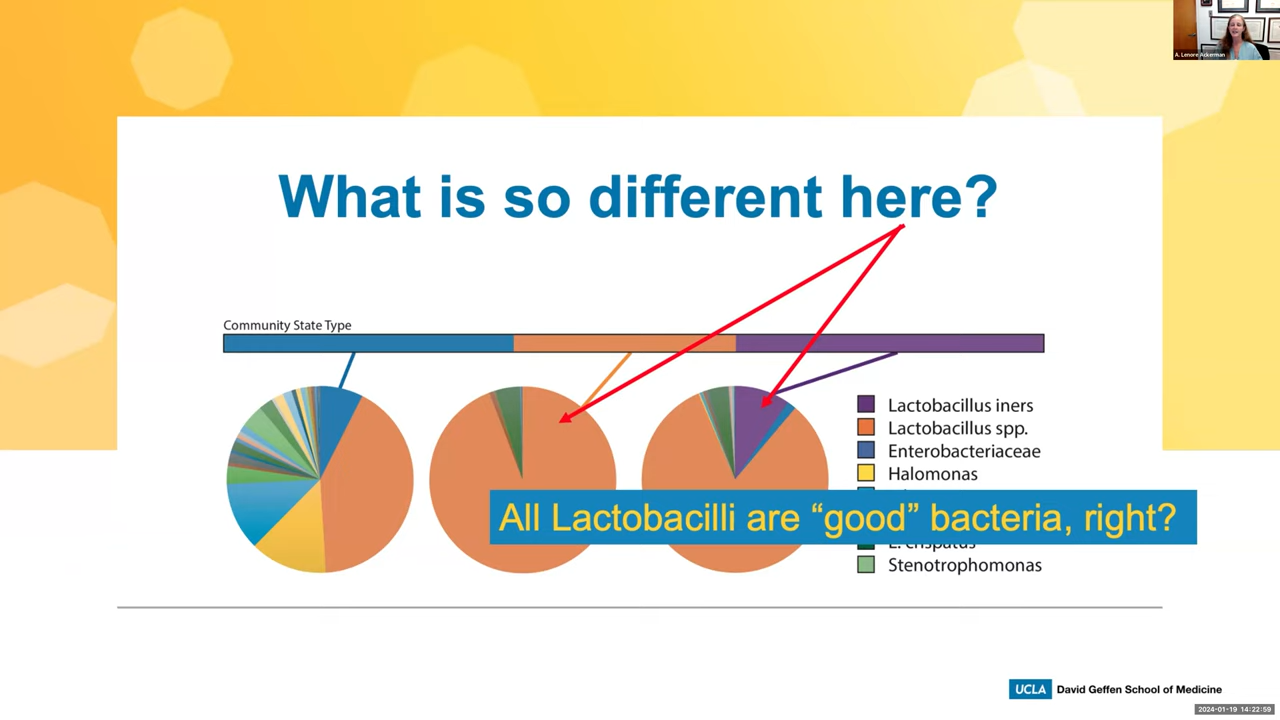 A. Lenore Ackerman
What is so different here?
Community State Type
Lactobacillus iners
Lactobacillus spp.
Enterobacteriaceae
Halomonas
All Lactobacilli are “good” bacteria, right?
L. crispatus
Stenotrophomonas
UCLA David Geffen School of Medicine
2024-01-19 14:22:59